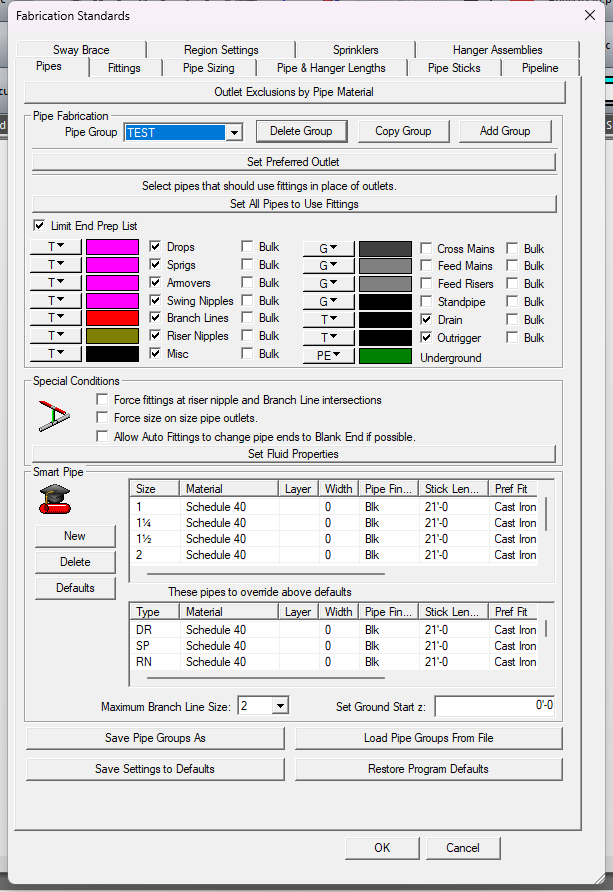 Fabrication Standards
Sway Brace Region Settings Sprinklers Hanger Assemblies
Pipes Fittings Pipe Sizing Pipe & Hanger Lengths Pipe Sticks Pipeline
Outlet Exclusions by Pipe Material
Pipe Fabrication
Pipe Group TEST Delete Group Copy Group Add Group
Set Preferred Outlet
Select pipes that should use fittings in place of outlets.
Set All Pipes to Use Fittings
Limit End Prep List
T Drops Bulk G Cross Mains Bulk
T Sprigs Bulk G Feed Mains Bulk
T Armovers Bulk G Feed Risers Bulk
T Swing Nipples Bulk G Standpipe Bulk
T Branch Lines Bulk T Drain Bulk
T Riser Nipples Bulk T Outrigger Bulk
T Misc Bulk PE Underground
Special Conditions
Force fittings at riser nipple and Branch Line intersections
Force size on size pipe outlets.
Allow Auto Fittings to change pipe ends to Blank End if possible.
Set Fluid Properties
Smart Pipe
New
Delete
Defaults
Size Material Layer Width Pipe Fin... Stick Len... Pref Fit
1 Schedule 40 0 Blk 21'-0 Cast Iron
1¼ Schedule 40 0 Blk 21'-0 Cast Iron
1½ Schedule 40 0 Blk 21'-0 Cast Iron
2 Schedule 40 0 Blk 21'-0 Cast Iron
These pipes to override above defaults
Type Material Layer Width Pipe Fin... Stick Len... Pref Fit
DR Schedule 40 0 Blk 21'-0 Cast Iron
SP Schedule 40 0 Blk 21'-0 Cast Iron
RN Schedule 40 0 Blk 21'-0 Cast Iron
Maximum Branch Line Size: 2 Set Ground Start z: 0'-0
Save Pipe Groups As Load Pipe Groups From File
Save Settings to Defaults Restore Program Defaults
OK Cancel